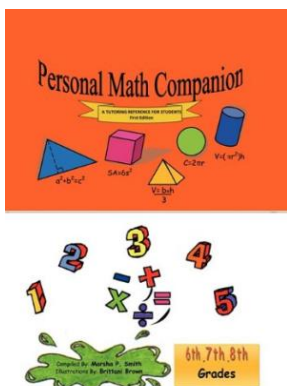 Personal Math Companion
A TUTORING REFERENCE FOR STUDENTS
First Edition
a²+b²=c²
SA=6s²
V=bxh
3
C=2πr
V=(πr²)h
1 2 3 4 5
- +
x =
÷
Compiled By: Marsha P. Smith
Illustrations By: Brittani Brown
6th,7th,8th
Grades